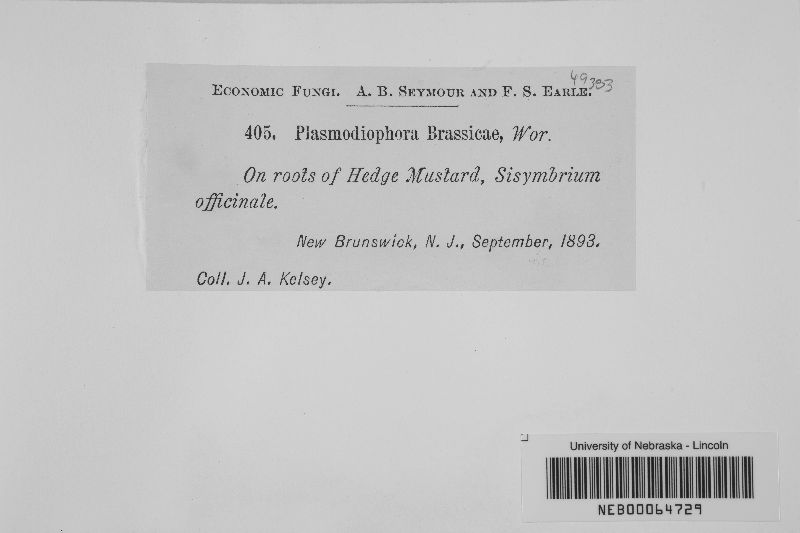 49383
Economic Fungi. A. B. Seymour and F. S. Earle.
405. Plasmodiophora Brassicae, Wor.
On roots of Hedge Mustard, Sisymbrium
officinale.
New Brunswick, N. J., September, 1893.
Coll. J. A. Kelsey.
University of Nebraska - Lincoln
NEB00064729